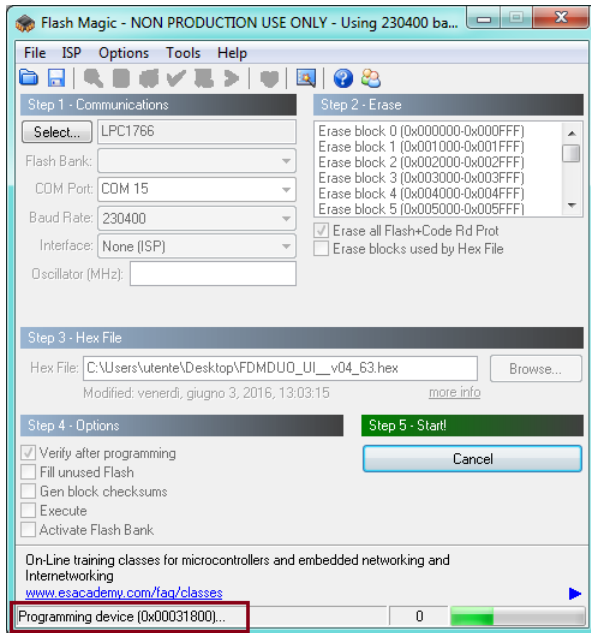 Flash Magic - NON PRODUCTION USE ONLY - Using 230400 ba...
File ISP Options Tools Help
Step 1 - Communications
Select... LPC1766
Flash Bank:
COM Port: COM 15
Baud Rate: 230400
Interface: None (ISP)
Oscillator (MHz):
Step 2 - Erase
Erase block 0 (0x000000-0x000FFF)
Erase block 1 (0x001000-0x001FFF)
Erase block 2 (0x002000-0x002FFF)
Erase block 3 (0x003000-0x003FFF)
Erase block 4 (0x004000-0x004FFF)
Erase block 5 (0x005000-0x005FFF)
Erase all Flash+Code Rd Prot
Erase blocks used by Hex File
Step 3 - Hex File
Hex File: C:\Users\utente\Desktop\FDMDUO_UI__v04_63.hex Browse...
Modified: venerdì, giugno 3, 2016, 13:03:15 more info
Step 4 - Options
Verify after programming
Fill unused Flash
Gen block checksums
Execute
Activate Flash Bank
Step 5 - Start!
Cancel
On-Line training classes for microcontrollers and embedded networking and
Internetworking
www.esacademy.com/faq/classes
Programming device (0x00031800)... 0